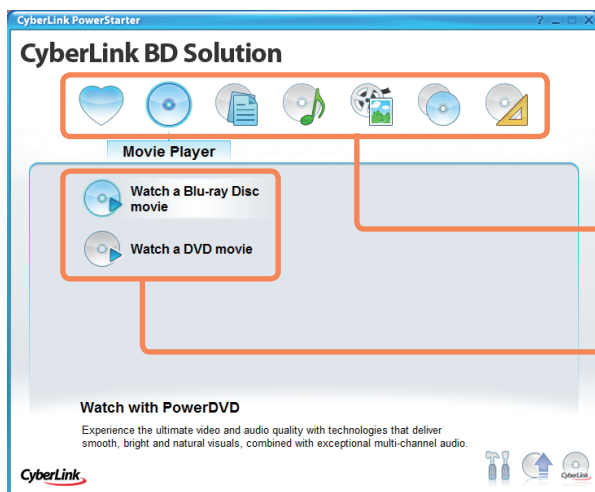 CyberLink PowerStarter
CyberLink BD Solution
Movie Player
Watch a Blu-ray Disc
movie
Watch a DVD movie
Watch with PowerDVD
Experience the ultimate video and audio quality with technologies that deliver
smooth, bright and natural visuals, combined with exceptional multi-channel audio.
CyberLink
CyberLink